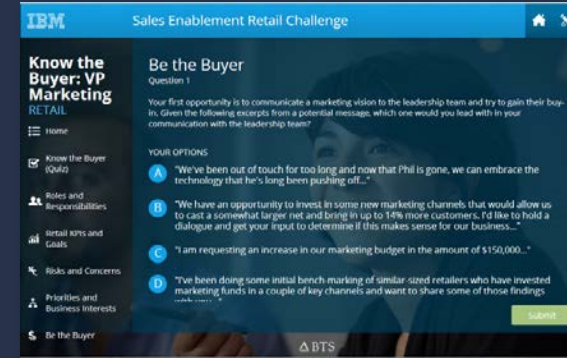 IBM
Sales Enablement Retail Challenge
Know the
Buyer: VP
Marketing
RETAIL
Home
Know the Buyer
(Quiz)
Roles and
Responsibilities
Retail KPIs and
Goals
Risks and Concerns
Priorities and
Business Interests
Be the Buyer
Be the Buyer
Question 1
Your first opportunity is to communicate a marketing vision to the leadership team and try to gain their buy-
in. Given the following excerpts from a potential message, which one would you lead with in your
communication with the leadership team?
YOUR OPTIONS
A "We've been out of touch for too long and now that Phil is gone, we can embrace the
technology that he's long been pushing off..."
B "We have an opportunity to invest in some new marketing channels that would allow us
to cast a somewhat larger net and bring in up to 14% more customers. I'd like to hold a
dialogue and get your input to determine if this makes sense for our business..."
C "I am requesting an increase in our marketing budget in the amount of $150,000..."
D "I've been doing some initial bench-marking of similar-sized retailers who have invested
marketing funds in a couple of key channels and want to share some of those findings
with you..."
Submit
BTS